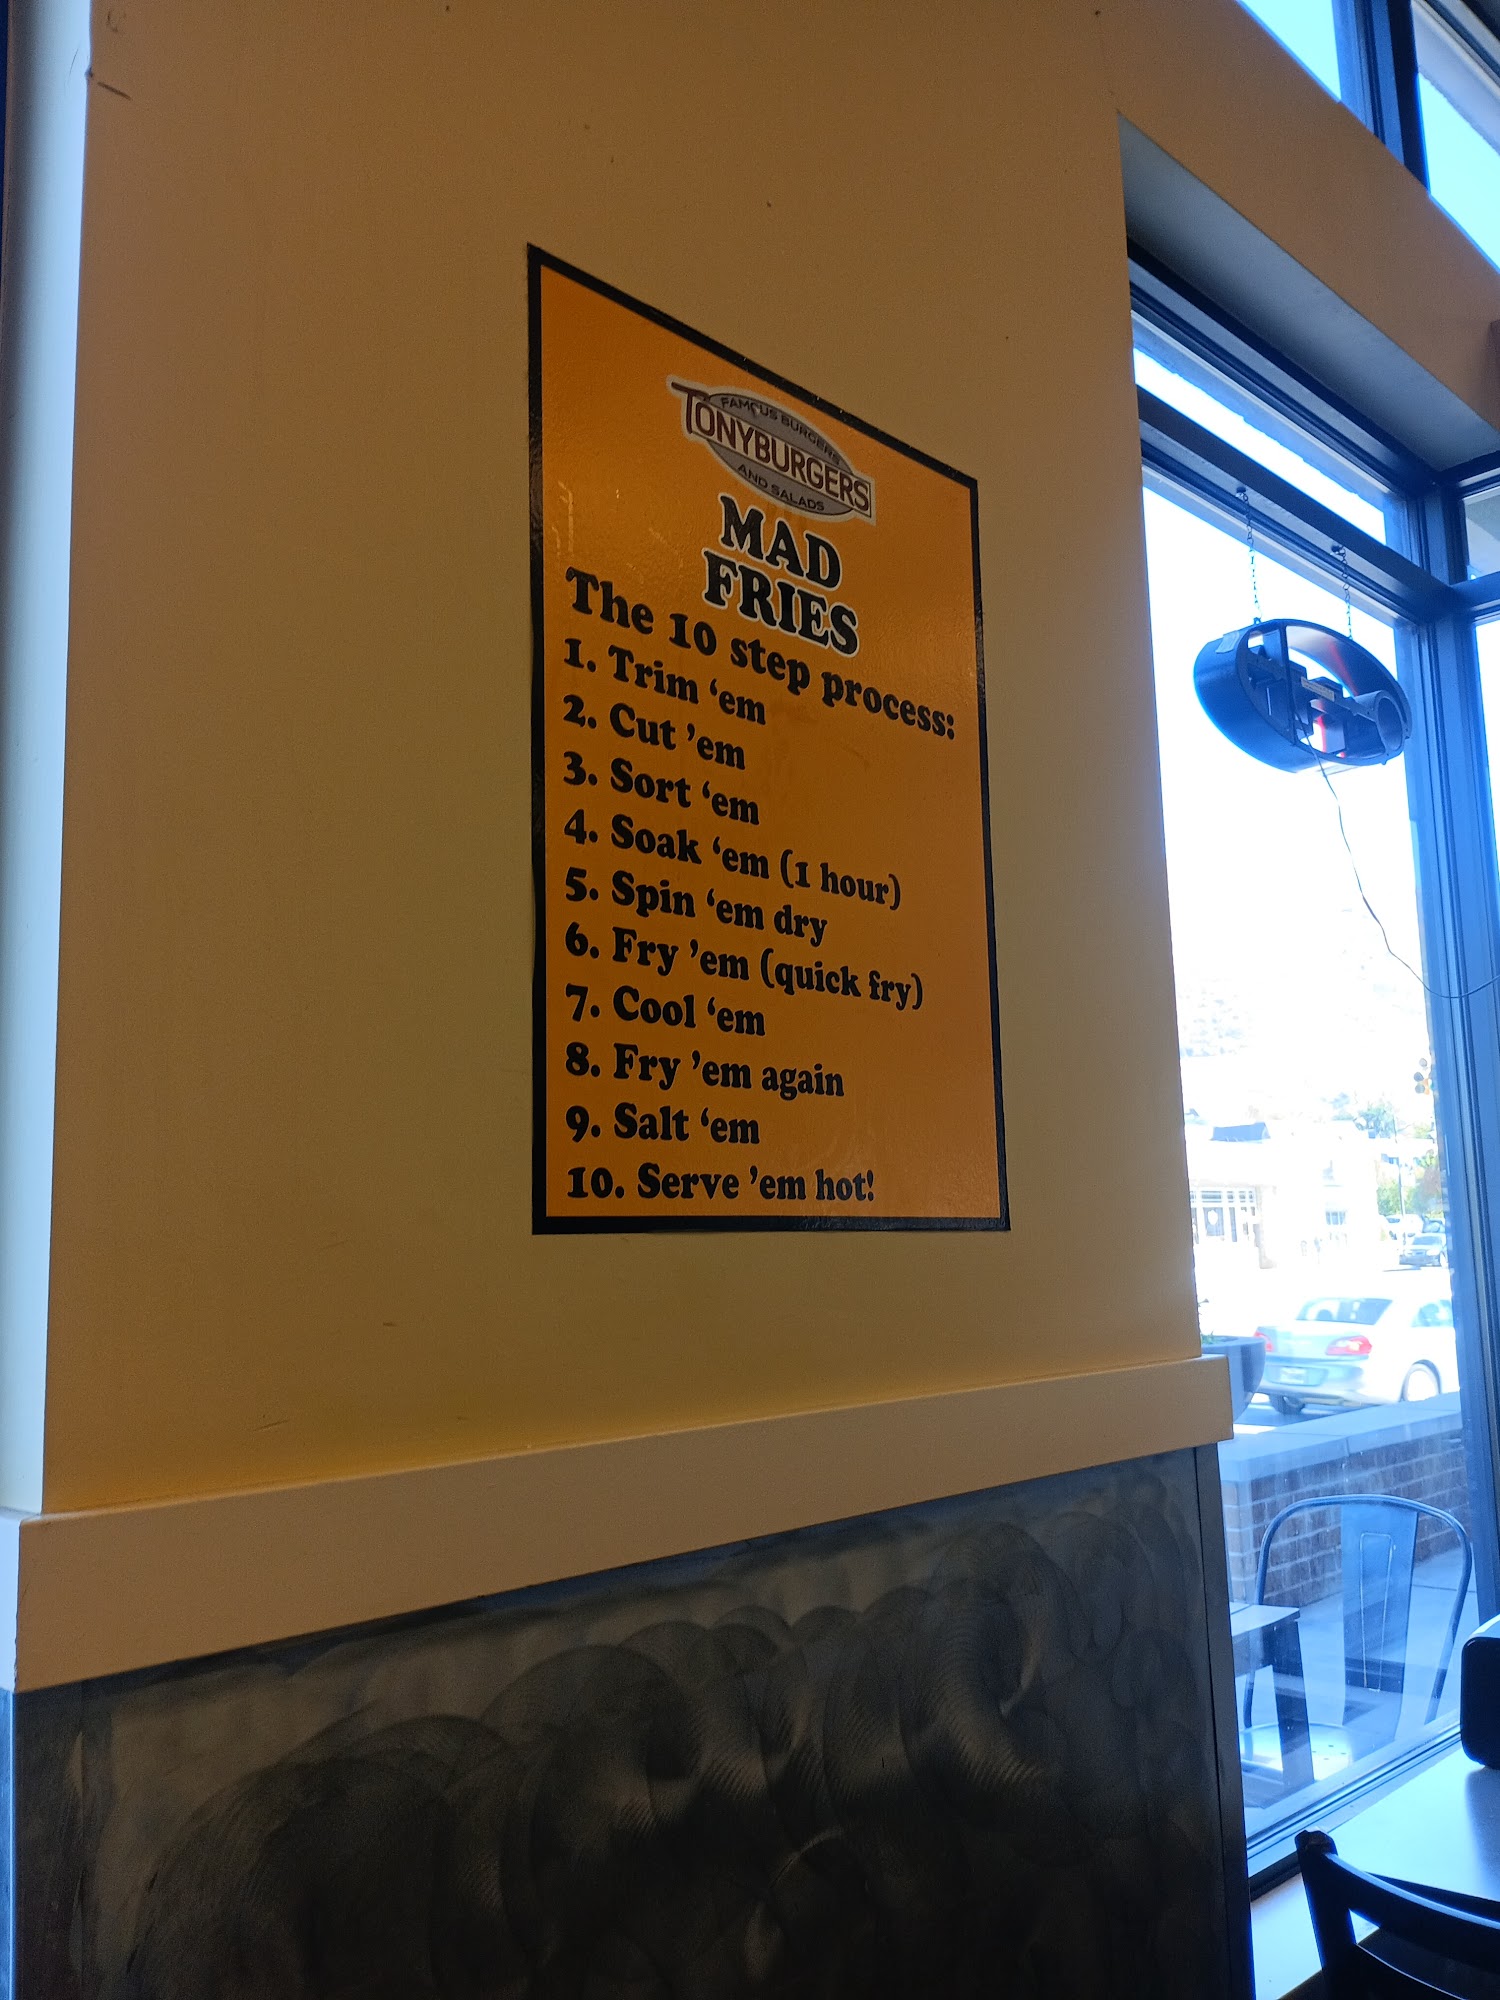 FAMOUS BURGERS
TONYBURGERS
AND SALADS
MAD
FRIES
The 10 step process:
1. Trim ‘em
2. Cut ’em
3. Sort ‘em
4. Soak ‘em (1 hour)
5. Spin ‘em dry
6. Fry ’em (quick fry)
7. Cool ‘em
8. Fry ’em again
9. Salt ‘em
10. Serve ’em hot!